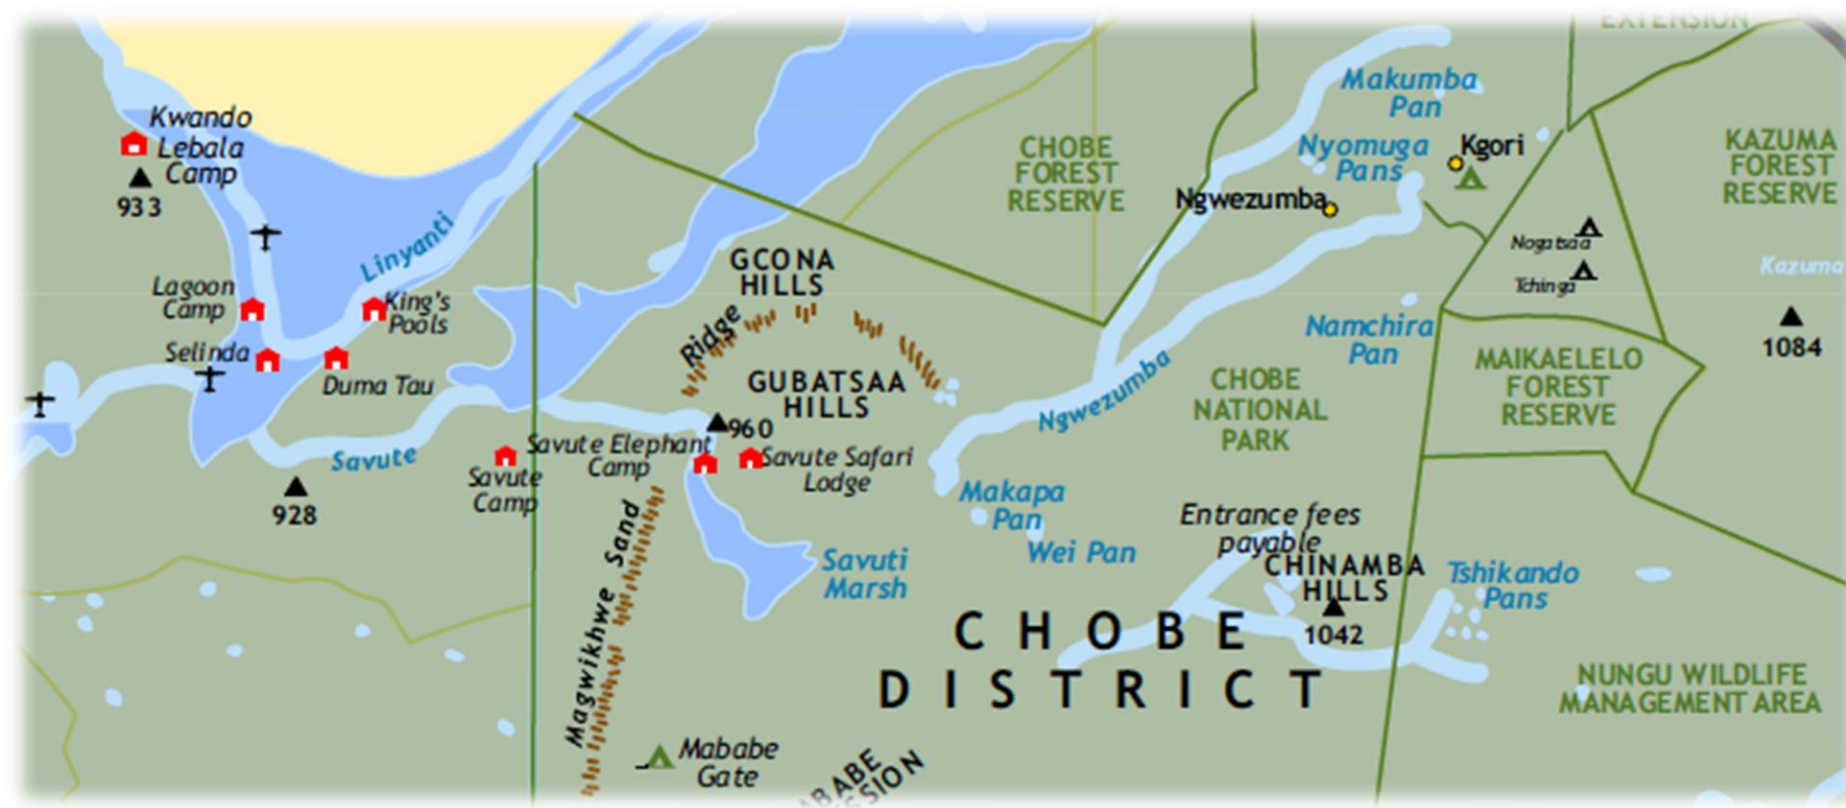 EXTENSION
Makumba
Pan
Kwando
Lebala
Camp
933
CHOBE
FOREST
RESERVE
Nyomuga
Pans
Kgori
KAZUMA
FOREST
RESERVE
Ngwezumba
Linyanti
GCONA
HILLS
Nogatsaa
Tchinga
Kazuma
Lagoon
Camp
King's
Pools
Ridge
Namchira
Pan
1084
Selinda
Duma Tau
GUBATSAA
HILLS
Ngwezumba
CHOBE
NATIONAL
PARK
MAIKAELELO
FOREST
RESERVE
960
Savute
Savute Elephant
Camp
Savute Safari
Lodge
Savute
Camp
928
Makapa
Pan
Wei Pan
Entrance fees
payable
CHINAMBA
HILLS
1042
Savuti
Marsh
Tshikando
Pans
Magwikhwe Sand
CHOBE
DISTRICT
NUNGU WILDLIFE
MANAGEMENT AREA
Mababe
Gate